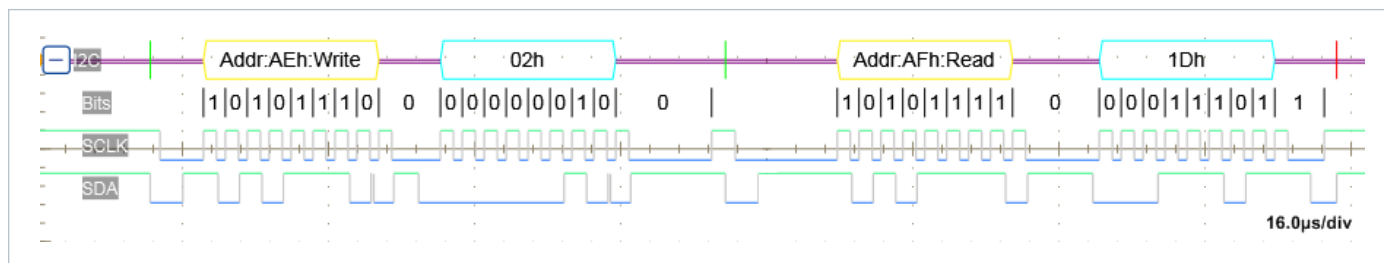 I2C Addr:AEh:Write 02h Addr:AFh:Read 1Dh
Bits 1 0 1 0 1 1 1 0 0 0 0 0 0 0 0 1 0 0 1 0 1 0 1 1 1 1 0 0 0 0 1 1 1 0 1 1
SCLK
SDA
16.0µs/div